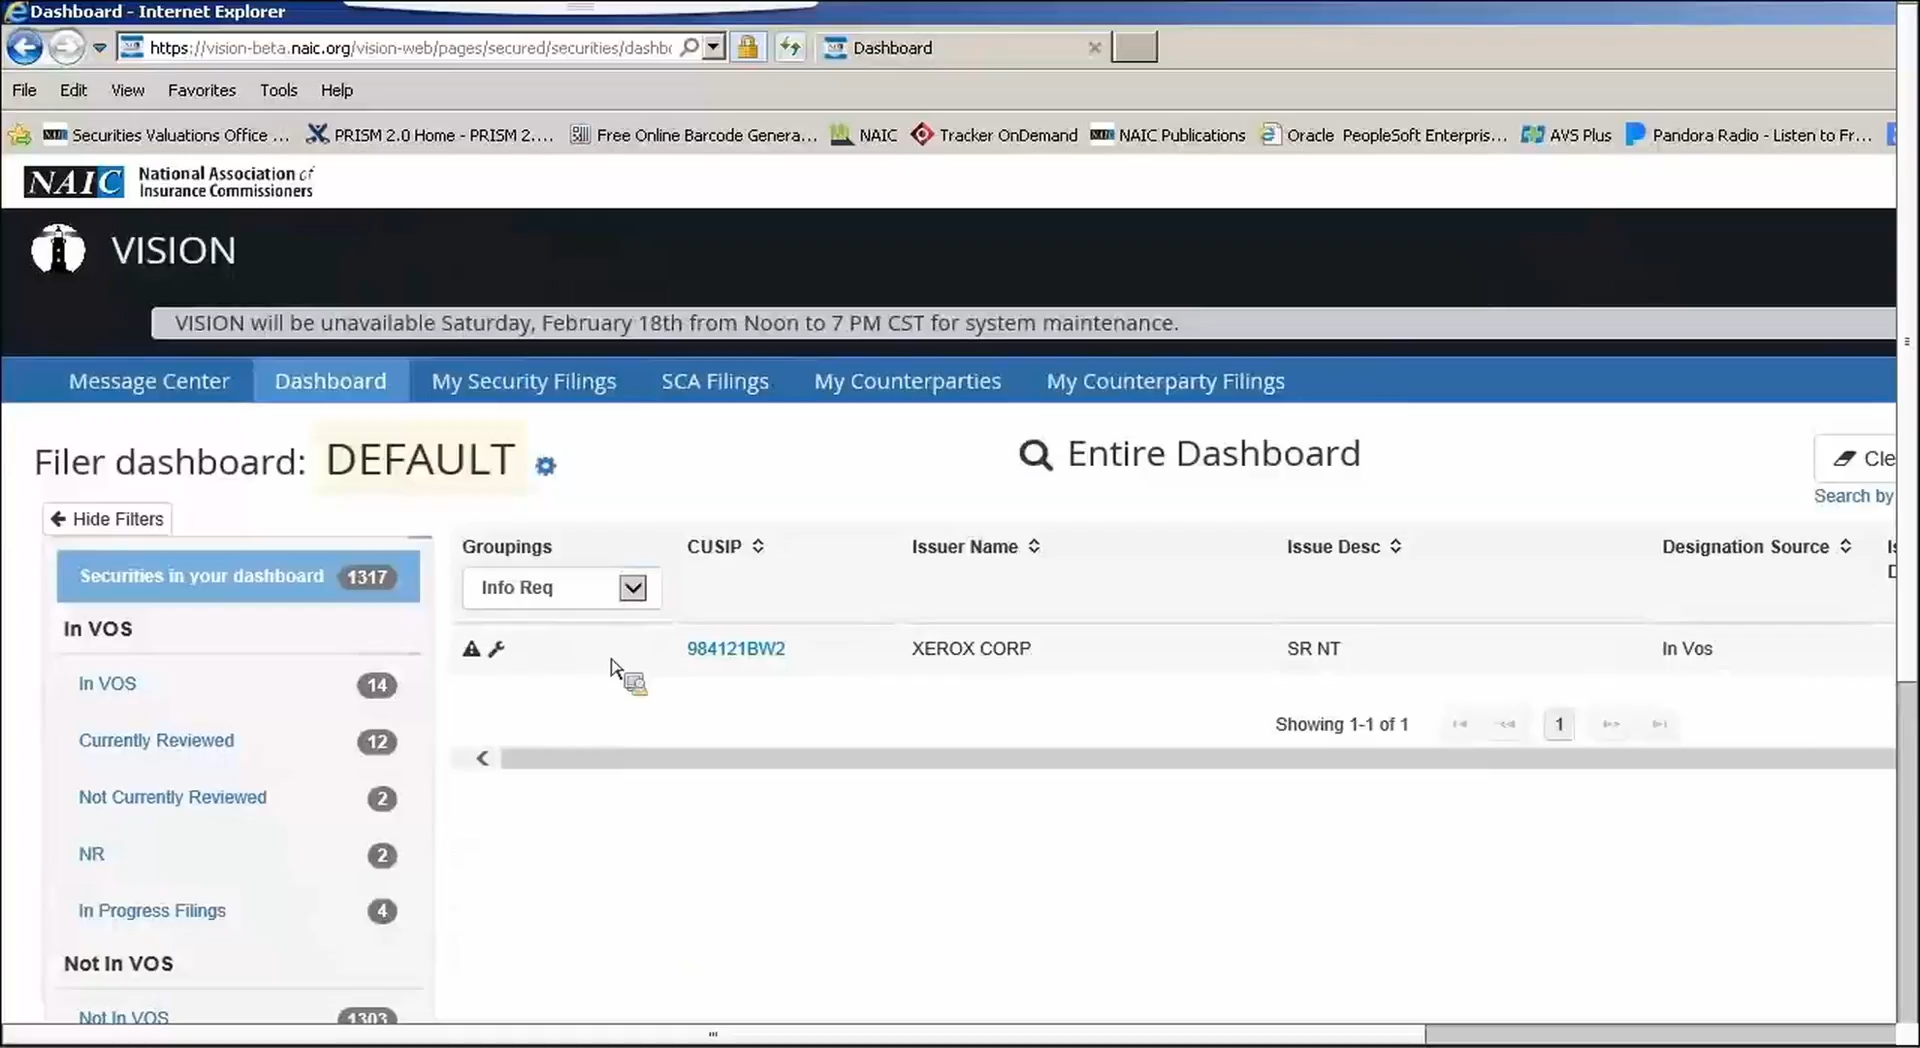 Dashboard - Internet Explorer
https://vision-beta.naic.org/vision-web/pages/secured/securities/dashbo
Dashboard
File Edit View Favorites Tools Help
Securities Valuations Office ... PRISM 2.0 Home - PRISM 2.... Free Online Barcode Genera... NAIC Tracker OnDemand NAIC Publications Oracle PeopleSoft Enterpris... AVS Plus Pandora Radio - Listen to Fr...
NAIC National Association of
Insurance Commissioners
VISION
VISION will be unavailable Saturday, February 18th from Noon to 7 PM CST for system maintenance.
Message Center Dashboard My Security Filings SCA Filings My Counterparties My Counterparty Filings
Filer dashboard: DEFAULT
Entire Dashboard
Cle
Search by
Hide Filters
Securities in your dashboard 1317
In VOS
In VOS 14
Currently Reviewed 12
Not Currently Reviewed 2
NR 2
In Progress Filings 4
Not In VOS
Not In VOS 1303
Groupings CUSIP Issuer Name Issue Desc Designation Source
Info Req
984121BW2 XEROX CORP SR NT In Vos
Showing 1-1 of 1 1